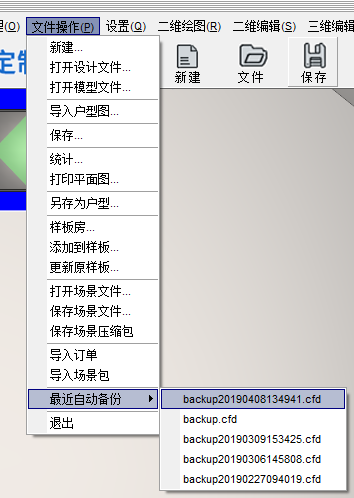 理(O) 文件操作(P) 设置(G) 二维绘图(R) 二维编辑(S) 三维编辑
定制
新建 文件 保存
新建...
打开设计文件...
打开模型文件...
导入户型图...
保存...
统计...
打印平面图...
另存为户型...
样板房...
添加到样板...
更新原样板...
打开场景文件...
保存场景文件...
保存场景压缩包
导入订单
导入场景包
最近自动备份
退出
backup20190408134941.cfd
backup.cfd
backup20190309153425.cfd
backup20190306145808.cfd
backup20190227094019.cfd